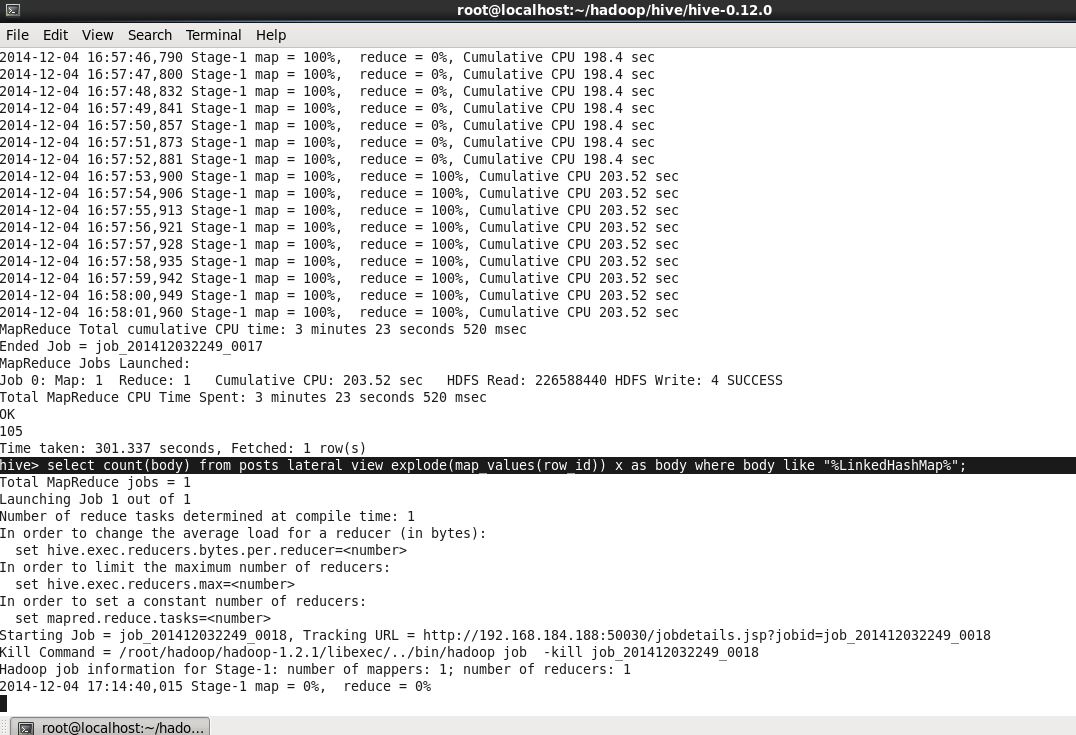 root@localhost:~/hadoop/hive/hive-0.12.0
File Edit View Search Terminal Help
2014-12-04 16:57:46,790 Stage-1 map = 100%,  reduce = 0%, Cumulative CPU 198.4 sec
2014-12-04 16:57:47,800 Stage-1 map = 100%,  reduce = 0%, Cumulative CPU 198.4 sec
2014-12-04 16:57:48,832 Stage-1 map = 100%,  reduce = 0%, Cumulative CPU 198.4 sec
2014-12-04 16:57:49,841 Stage-1 map = 100%,  reduce = 0%, Cumulative CPU 198.4 sec
2014-12-04 16:57:50,857 Stage-1 map = 100%,  reduce = 0%, Cumulative CPU 198.4 sec
2014-12-04 16:57:51,873 Stage-1 map = 100%,  reduce = 0%, Cumulative CPU 198.4 sec
2014-12-04 16:57:52,881 Stage-1 map = 100%,  reduce = 0%, Cumulative CPU 198.4 sec
2014-12-04 16:57:53,900 Stage-1 map = 100%,  reduce = 100%, Cumulative CPU 203.52 sec
2014-12-04 16:57:54,906 Stage-1 map = 100%,  reduce = 100%, Cumulative CPU 203.52 sec
2014-12-04 16:57:55,913 Stage-1 map = 100%,  reduce = 100%, Cumulative CPU 203.52 sec
2014-12-04 16:57:56,921 Stage-1 map = 100%,  reduce = 100%, Cumulative CPU 203.52 sec
2014-12-04 16:57:57,928 Stage-1 map = 100%,  reduce = 100%, Cumulative CPU 203.52 sec
2014-12-04 16:57:58,935 Stage-1 map = 100%,  reduce = 100%, Cumulative CPU 203.52 sec
2014-12-04 16:57:59,942 Stage-1 map = 100%,  reduce = 100%, Cumulative CPU 203.52 sec
2014-12-04 16:58:00,949 Stage-1 map = 100%,  reduce = 100%, Cumulative CPU 203.52 sec
2014-12-04 16:58:01,960 Stage-1 map = 100%,  reduce = 100%, Cumulative CPU 203.52 sec
MapReduce Total cumulative CPU time: 3 minutes 23 seconds 520 msec
Ended Job = job_201412032249_0017
MapReduce Jobs Launched:
Job 0: Map: 1  Reduce: 1   Cumulative CPU: 203.52 sec   HDFS Read: 226588440 HDFS Write: 4 SUCCESS
Total MapReduce CPU Time Spent: 3 minutes 23 seconds 520 msec
OK
105
Time taken: 301.337 seconds, Fetched: 1 row(s)
hive> select count(body) from posts lateral view explode(map_values(row_id)) x as body where body like "%LinkedHashMap%";
Total MapReduce jobs = 1
Launching Job 1 out of 1
Number of reduce tasks determined at compile time: 1
In order to change the average load for a reducer (in bytes):
  set hive.exec.reducers.bytes.per.reducer=<number>
In order to limit the maximum number of reducers:
  set hive.exec.reducers.max=<number>
In order to set a constant number of reducers:
  set mapred.reduce.tasks=<number>
Starting Job = job_201412032249_0018, Tracking URL = http://192.168.184.188:50030/jobdetails.jsp?jobid=job_201412032249_0018
Kill Command = /root/hadoop/hadoop-1.2.1/libexec/../bin/hadoop job  -kill job_201412032249_0018
Hadoop job information for Stage-1: number of mappers: 1; number of reducers: 1
2014-12-04 17:14:40,015 Stage-1 map = 0%,  reduce = 0%
root@localhost:~/hado...